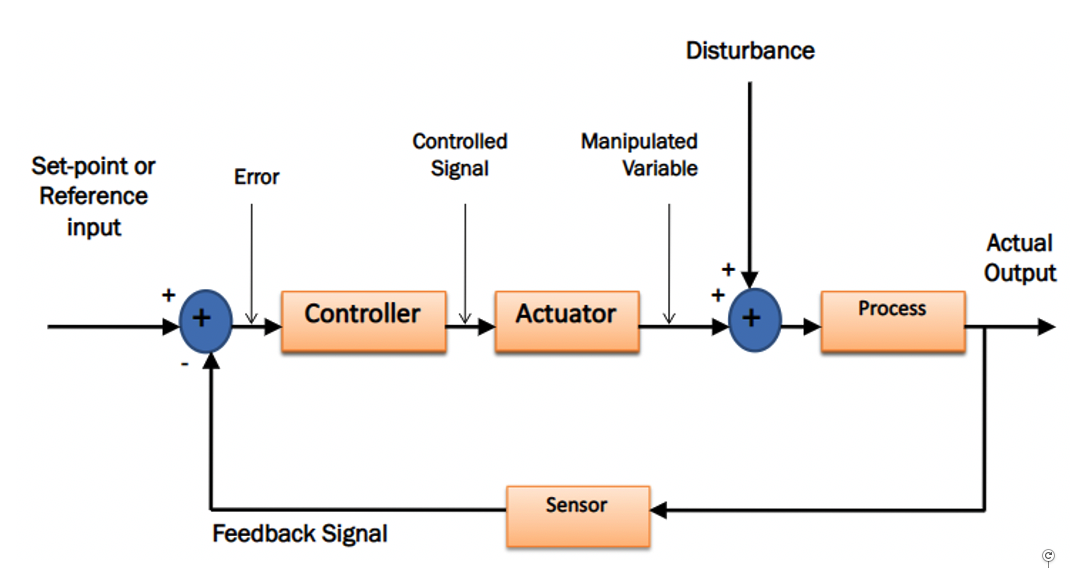 Disturbance
Controlled
Signal
Manipulated
Variable
Set-point or
Reference
input
Error
Actual
Output
+
+
+
+
+
Controller
Actuator
Process
-
Sensor
Feedback Signal